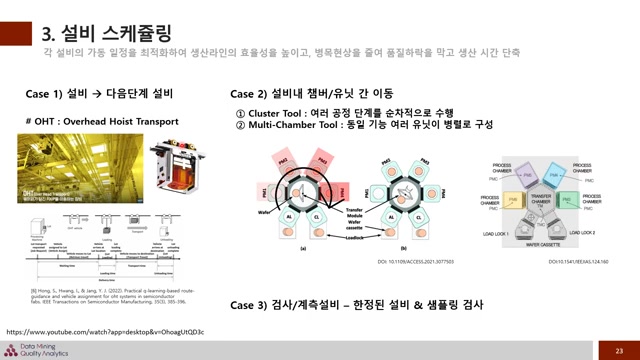 3. 설비 스케쥴링
각 설비의 가동 일정을 최적화하여 생산라인의 효율성을 높이고, 병목현상을 줄여 품질하락을 막고 생산 시간 단축
Case 1) 설비 → 다음단계 설비
# OHT : Overhead Hoist Transport
[6] Hong, S., Hwang, I., & Jang, Y. J. (2022). Practical q-learning-based route-
guidance and vehicle assignment for oht systems in semiconductor
fabs. IEEE Transactions on Semiconductor Manufacturing, 35(3), 385-396.
Case 2) 설비내 챔버/유닛 간 이동
① Cluster Tool : 여러 공정 단계를 순차적으로 수행
② Multi-Chamber Tool : 동일 기능 여러 유닛이 병렬로 구성
PM2
PM3
PM1
PM4
AL
CL
Wafer
Transfer
Module
Wafer
cassette
Loadlock
(a)
PM2
PM3
PM1
PM4
AL
CL
(b)
DOI: 10.1109/ACCESS.2021.3077503
PROCESS
CHAMBER
PMC
PROCESS
CHAMBER
PMC
PROCESS
CHAMBER
PMC
PROCESS
CHAMBER
PMC
TRANSFER
CHAMBER
LOAD LOCK 1
LOAD LOCK 2
WAFER CASSETTE
DOI:10.1541/IEEJIAS.124.160
Case 3) 검사/계측설비 – 한정된 설비 & 샘플링 검사
https://www.youtube.com/watch?app=desktop&v=OhoagUtQD3c
Data Mining
Quality Analytics
23